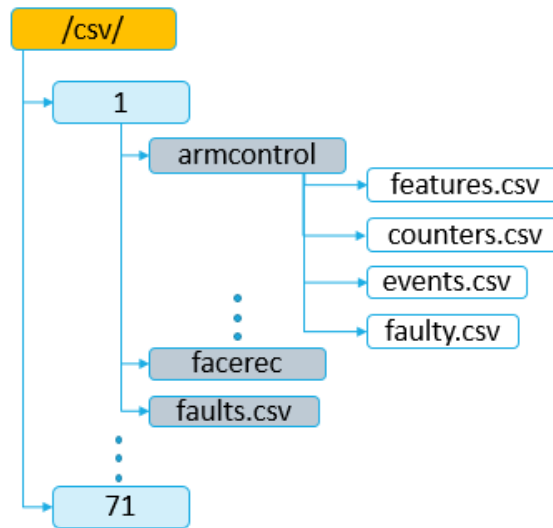 /csv/
1
armcontrol
features.csv
counters.csv
events.csv
faulty.csv
facerec
faults.csv
71